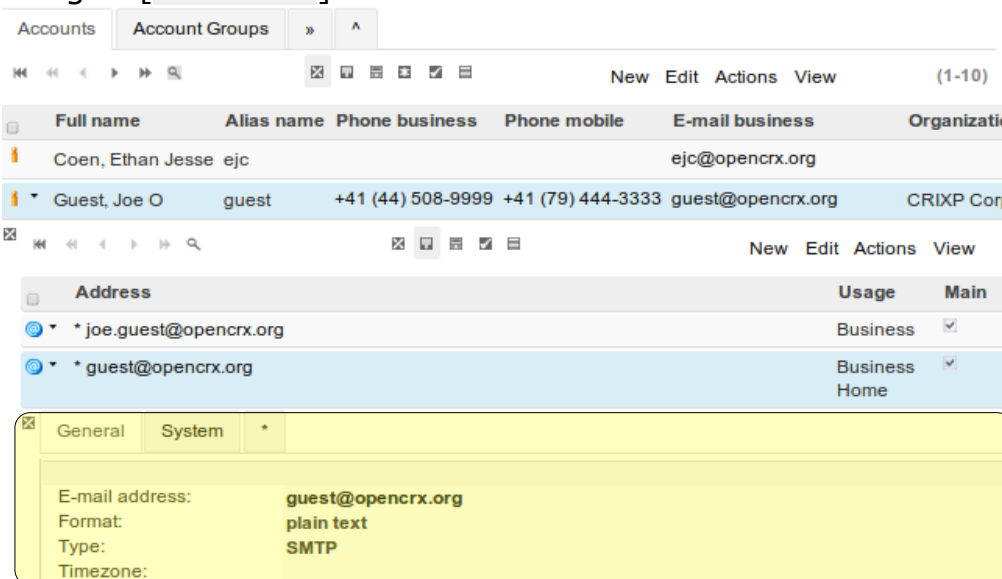 Accounts Account Groups » ^
New Edit Actions View (1-10)
Full name Alias name Phone business Phone mobile E-mail business Organizati
Coen, Ethan Jesse ejc ejc@opencrx.org
Guest, Joe O guest +41 (44) 508-9999 +41 (79) 444-3333 guest@opencrx.org CRIXP Cor
New Edit Actions View
Address Usage Main
* joe.guest@opencrx.org Business
* guest@opencrx.org Business
Home
General System *
E-mail address: guest@opencrx.org
Format: plain text
Type: SMTP
Timezone: